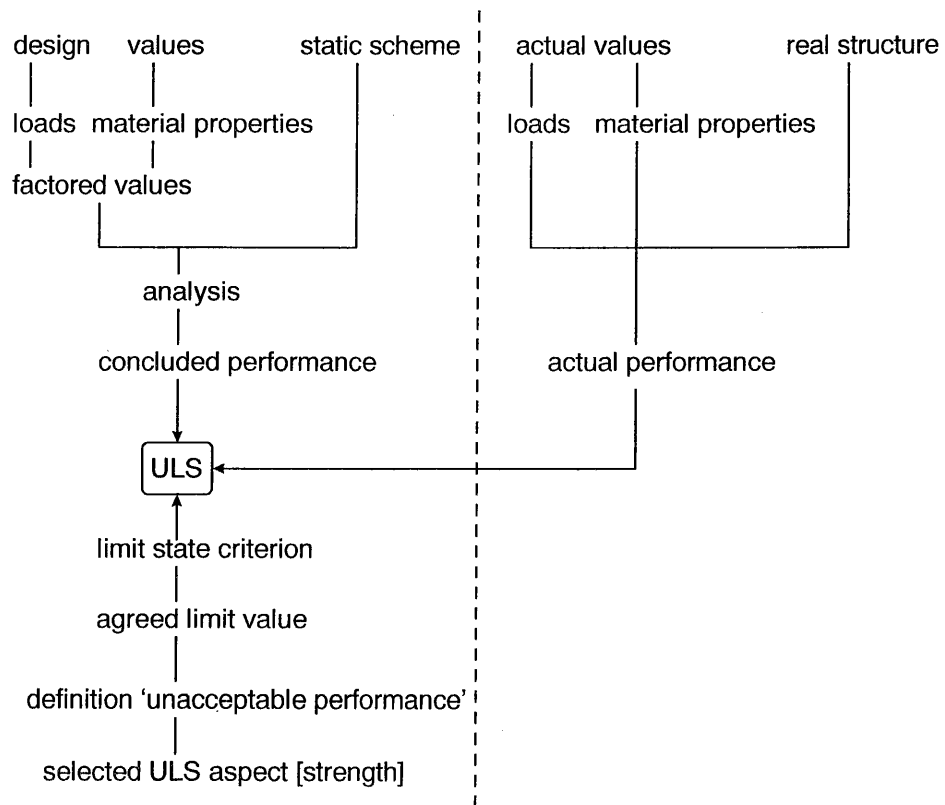 design values static scheme actual values real structure
loads material properties loads material properties
factored values
analysis
concluded performance actual performance
ULS
limit state criterion
agreed limit value
definition ‘unacceptable performance’
selected ULS aspect [strength]